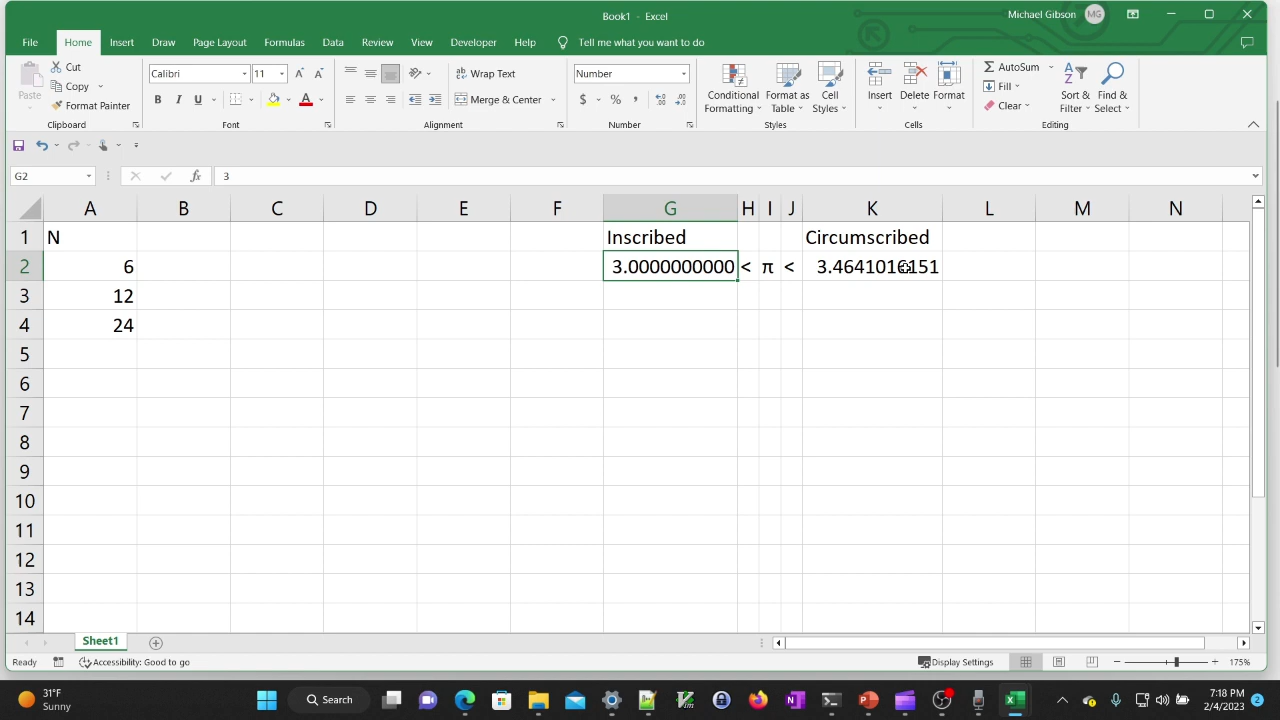 Book1 - Excel
Michael Gibson MG
File Home Insert Draw Page Layout Formulas Data Review View Developer Help Tell me what you want to do
Paste
Cut
Copy
Format Painter
Clipboard
Calibri 11 A A
B I U A
Font
Wrap Text
Merge & Center
Alignment
Number
$ % ,
Number
Conditional Formatting
Format as Table
Cell Styles
Styles
Insert
Delete
Format
Cells
AutoSum
Fill
Clear
Sort & Filter
Find & Select
Editing
G2 fx 3
A B C D E F G H I J K L M N
1 N Inscribed Circumscribed
2 6 3.0000000000 < π < 3.4641016151
3 12
4 24
5
6
7
8
9
10
11
12
13
14
Sheet1
Ready Accessibility: Good to go Display Settings 175%
31°F
Sunny
Search
7:18 PM
2/4/2023
2